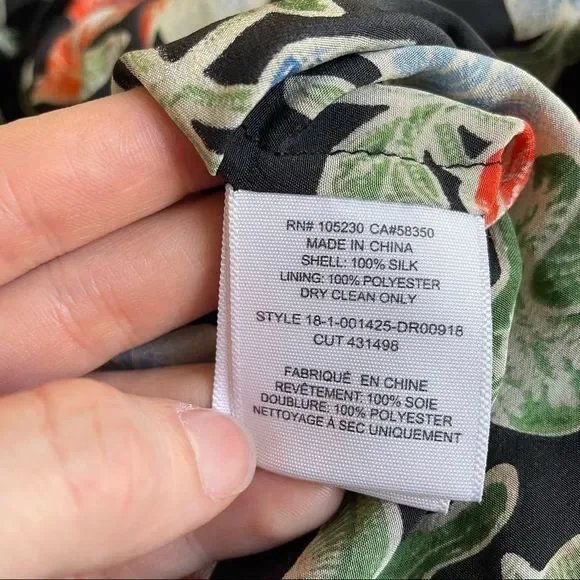 RN# 105230 CA#58350
MADE IN CHINA
SHELL: 100% SILK
LINING: 100% POLYESTER
DRY CLEAN ONLY
STYLE 18-1-001425-DR00918
CUT 431498
FABRIQUÉ EN CHINE
REVÊTEMENT: 100% SOIE
DOUBLURE: 100% POLYESTER
NETTOYAGE À SEC UNIQUEMENT